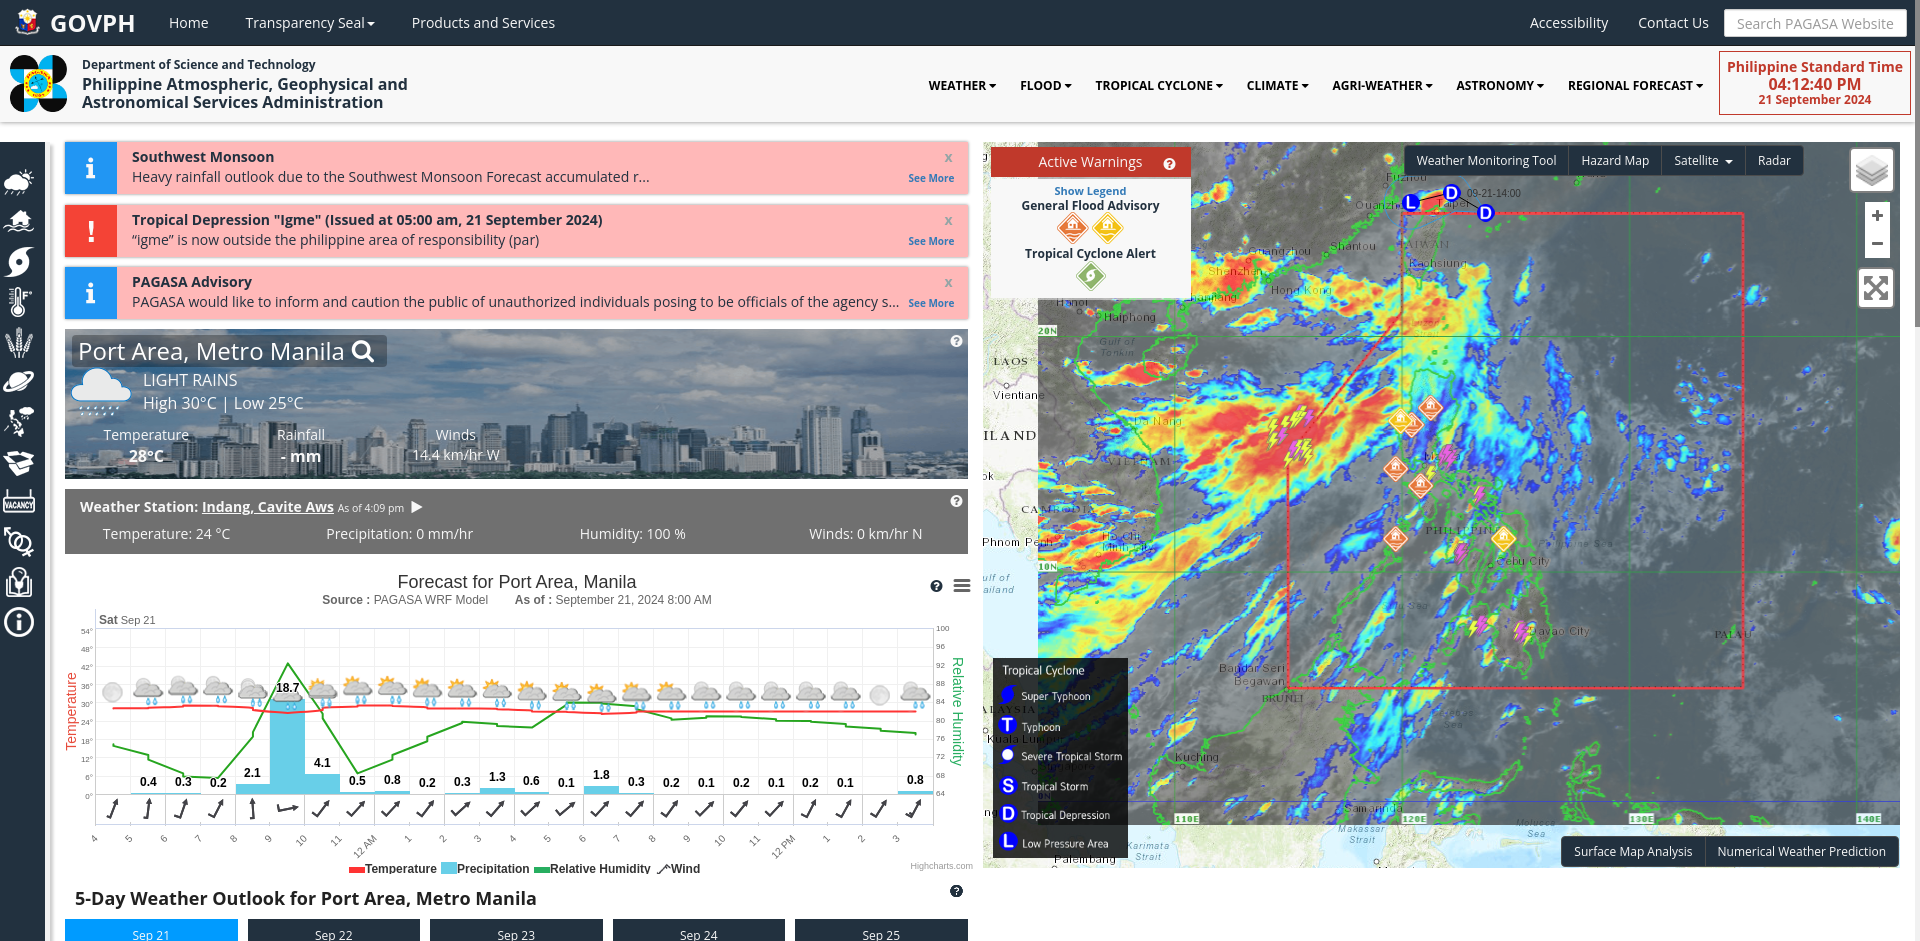 GOVPH
Home
Transparency Seal
Products and Services
Accessibility
Contact Us
Search PAGASA Website
Department of Science and Technology
Philippine Atmospheric, Geophysical and
Astronomical Services Administration
WEATHER
FLOOD
TROPICAL CYCLONE
CLIMATE
AGRI-WEATHER
ASTRONOMY
REGIONAL FORECAST
Philippine Standard Time
04:12:40 PM
21 September 2024
Southwest Monsoon
x
Heavy rainfall outlook due to the Southwest Monsoon Forecast accumulated r...
See More
Tropical Depression "Igme" (Issued at 05:00 am, 21 September 2024)
x
“igme” is now outside the philippine area of responsibility (par)
See More
PAGASA Advisory
x
PAGASA would like to inform and caution the public of unauthorized individuals posing to be officials of the agency s...
See More
Port Area, Metro Manila
LIGHT RAINS
High 30°C | Low 25°C
Temperature
Rainfall
Winds
28°C
- mm
14.4 km/hr W
Weather Station: Indang, Cavite Aws As of 4:09 pm
Temperature: 24 °C
Precipitation: 0 mm/hr
Humidity: 100 %
Winds: 0 km/hr N
VACANCY
Forecast for Port Area, Manila
Source : PAGASA WRF Model As of : September 21, 2024 8:00 AM
Sat Sep 21
Temperature
54°
48°
42°
36°
30°
24°
18°
12°
6°
0°
100
96
92
88
84
80
76
72
68
64
Relative Humidity
0.4
0.3
0.2
2.1
18.7
4.1
0.5
0.8
0.2
0.3
1.3
0.6
0.1
1.8
0.3
0.2
0.1
0.2
0.1
0.2
0.1
0.8
4
5
6
7
8
9
10
11
12 AM
1
2
3
4
5
6
7
8
9
10
11
12 PM
1
2
3
Temperature
Precipitation
Relative Humidity
Wind
Highcharts.com
5-Day Weather Outlook for Port Area, Metro Manila
Sep 21
Sep 22
Sep 23
Sep 24
Sep 25
Active Warnings
Show Legend
General Flood Advisory
Tropical Cyclone Alert
Weather Monitoring Tool
Hazard Map
Satellite
Radar
+
−
L
D
D
09-21-14:00
Fuzhou
Taipei
TAIWAN
Kaohsiung
Guangzhou
Shantou
Shenzhen
Hong Kong
Hanoi
Haiphong
Gulf of
Tonkin
20N
LAOS
Vientiane
ILAND
Da Nang
VIETNAM
ok
CAMBODIA
Phnom Penh
Ho Chi
Minh City
10N
ulf of
ailand
Cebu City
Davao City
PALAU
Bandar Seri
Begawan
BRUNEI
Kuching
Samarinda
110E
120E
130E
140E
Makassar
Strait
Molucca
Sea
Karimata
Strait
Palembang
Tropical Cyclone
Super Typhoon
T Typhoon
Severe Tropical Storm
S Tropical Storm
D Tropical Depression
L Low Pressure Area
Surface Map Analysis
Numerical Weather Prediction